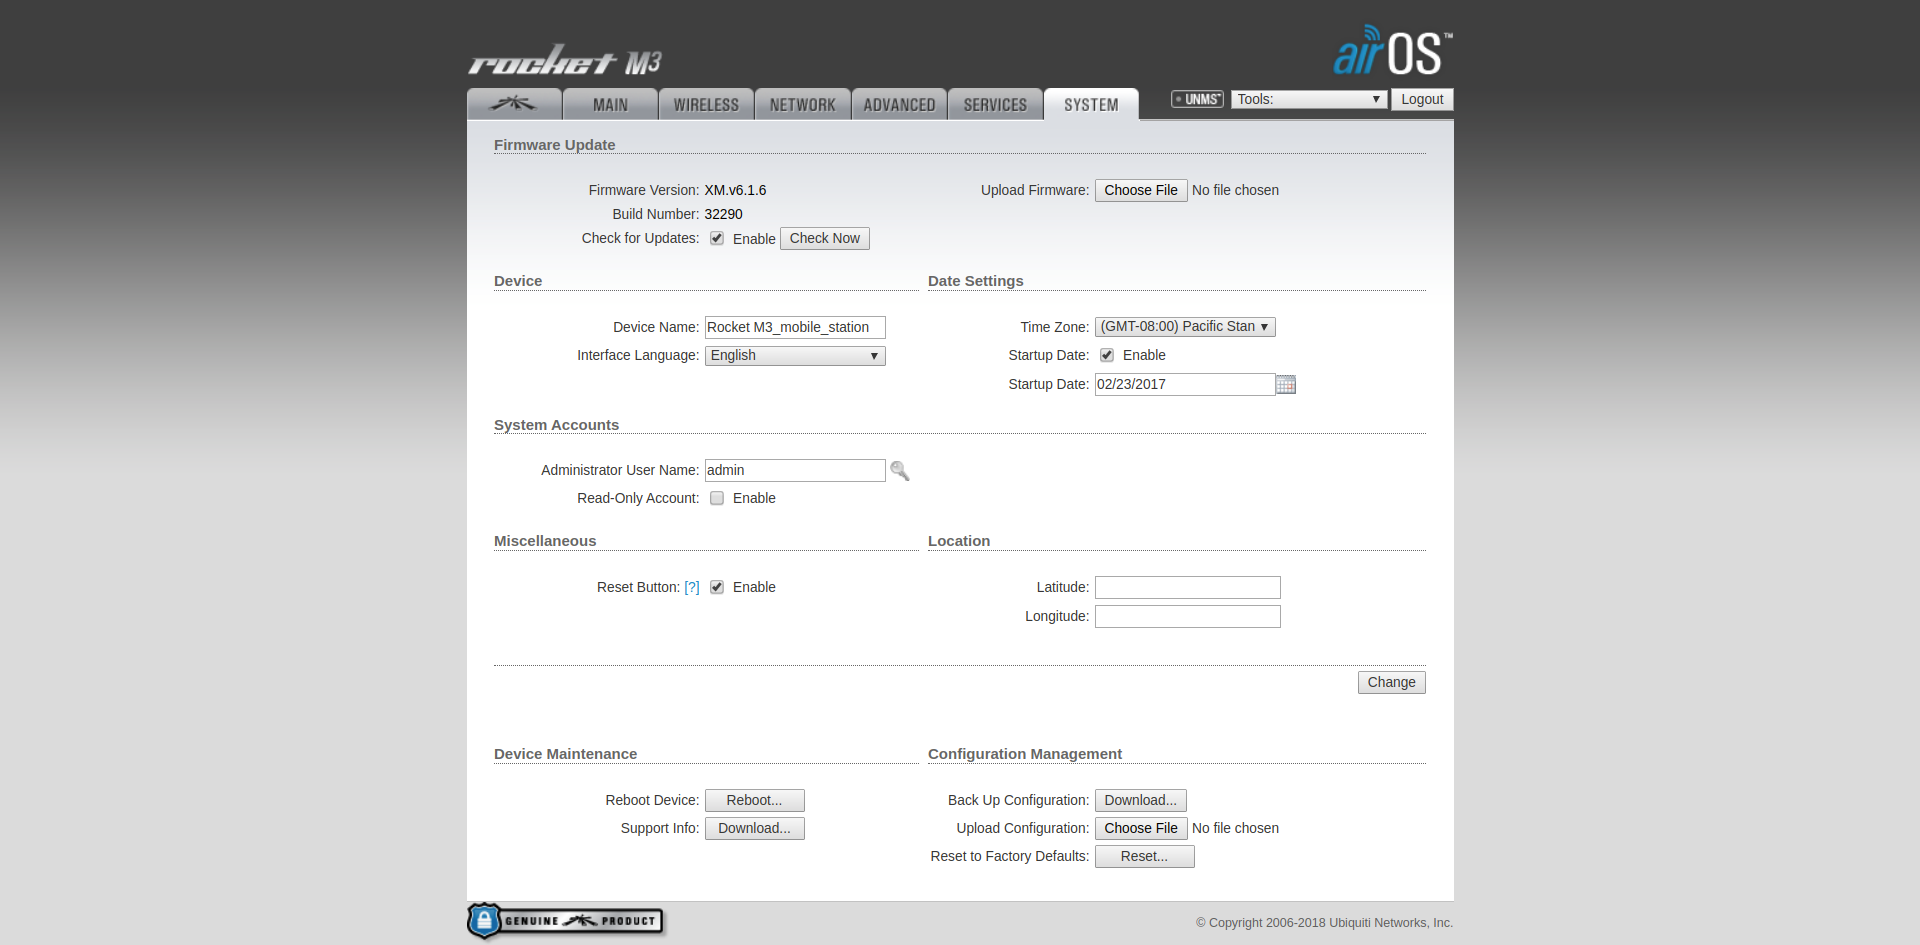 rocket M3
airOS™
MAIN WIRELESS NETWORK ADVANCED SERVICES SYSTEM UNMS™ Tools: Logout
Firmware Update
Firmware Version: XM.v6.1.6 Upload Firmware: Choose File No file chosen
Build Number: 32290
Check for Updates: Enable Check Now
Device Date Settings
Device Name: Rocket M3_mobile_station Time Zone: (GMT-08:00) Pacific Stan
Interface Language: English Startup Date: Enable
Startup Date: 02/23/2017
System Accounts
Administrator User Name: admin
Read-Only Account: Enable
Miscellaneous Location
Reset Button: [?] Enable Latitude:
Longitude:
Change
Device Maintenance Configuration Management
Reboot Device: Reboot... Back Up Configuration: Download...
Support Info: Download... Upload Configuration: Choose File No file chosen
Reset to Factory Defaults: Reset...
GENUINE PRODUCT © Copyright 2006-2018 Ubiquiti Networks, Inc.